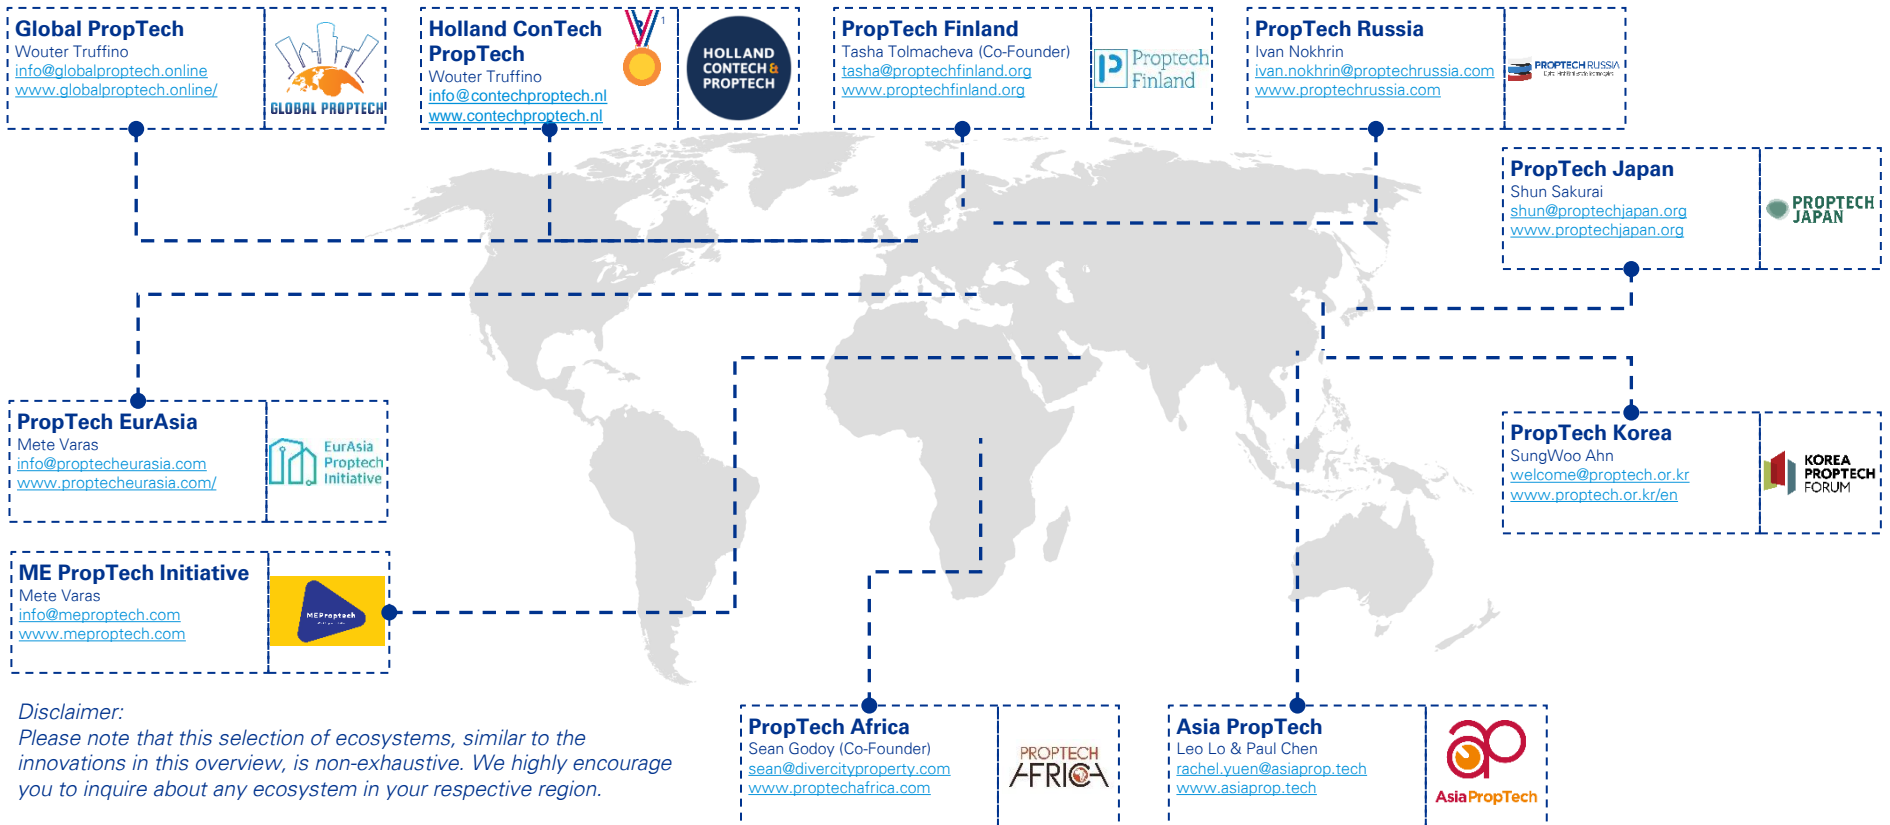 Global PropTech
Wouter Truffino
info@globalproptech.online
www.globalproptech.online/
GLOBAL PROPTECH
Holland ConTech
PropTech
Wouter Truffino
info@contechproptech.nl
www.contechproptech.nl
1
HOLLAND
CONTECH &
PROPTECH
PropTech Finland
Tasha Tolmacheva (Co-Founder)
tasha@proptechfinland.org
www.proptechfinland.org
Proptech
Finland
PropTech Russia
Ivan Nokhrin
ivan.nokhrin@proptechrussia.com
www.proptechrussia.com
PROPTECH RUSSIA
PropTech Japan
Shun Sakurai
shun@proptechjapan.org
www.proptechjapan.org
PROPTECH
JAPAN
PropTech EurAsia
Mete Varas
info@proptecheurasia.com
www.proptecheurasia.com/
EurAsia
Proptech
Initiative
PropTech Korea
SungWoo Ahn
welcome@proptech.or.kr
www.proptech.or.kr/en
KOREA
PROPTECH
FORUM
ME PropTech Initiative
Mete Varas
info@meproptech.com
www.meproptech.com
MEProptech
PropTech Africa
Sean Godoy (Co-Founder)
sean@divercityproperty.com
www.proptechafrica.com
PROPTECH
AFRICA
Asia PropTech
Leo Lo & Paul Chen
rachel.yuen@asiaprop.tech
www.asiaprop.tech
ap
AsiaPropTech
Disclaimer:
Please note that this selection of ecosystems, similar to the
innovations in this overview, is non-exhaustive. We highly encourage
you to inquire about any ecosystem in your respective region.